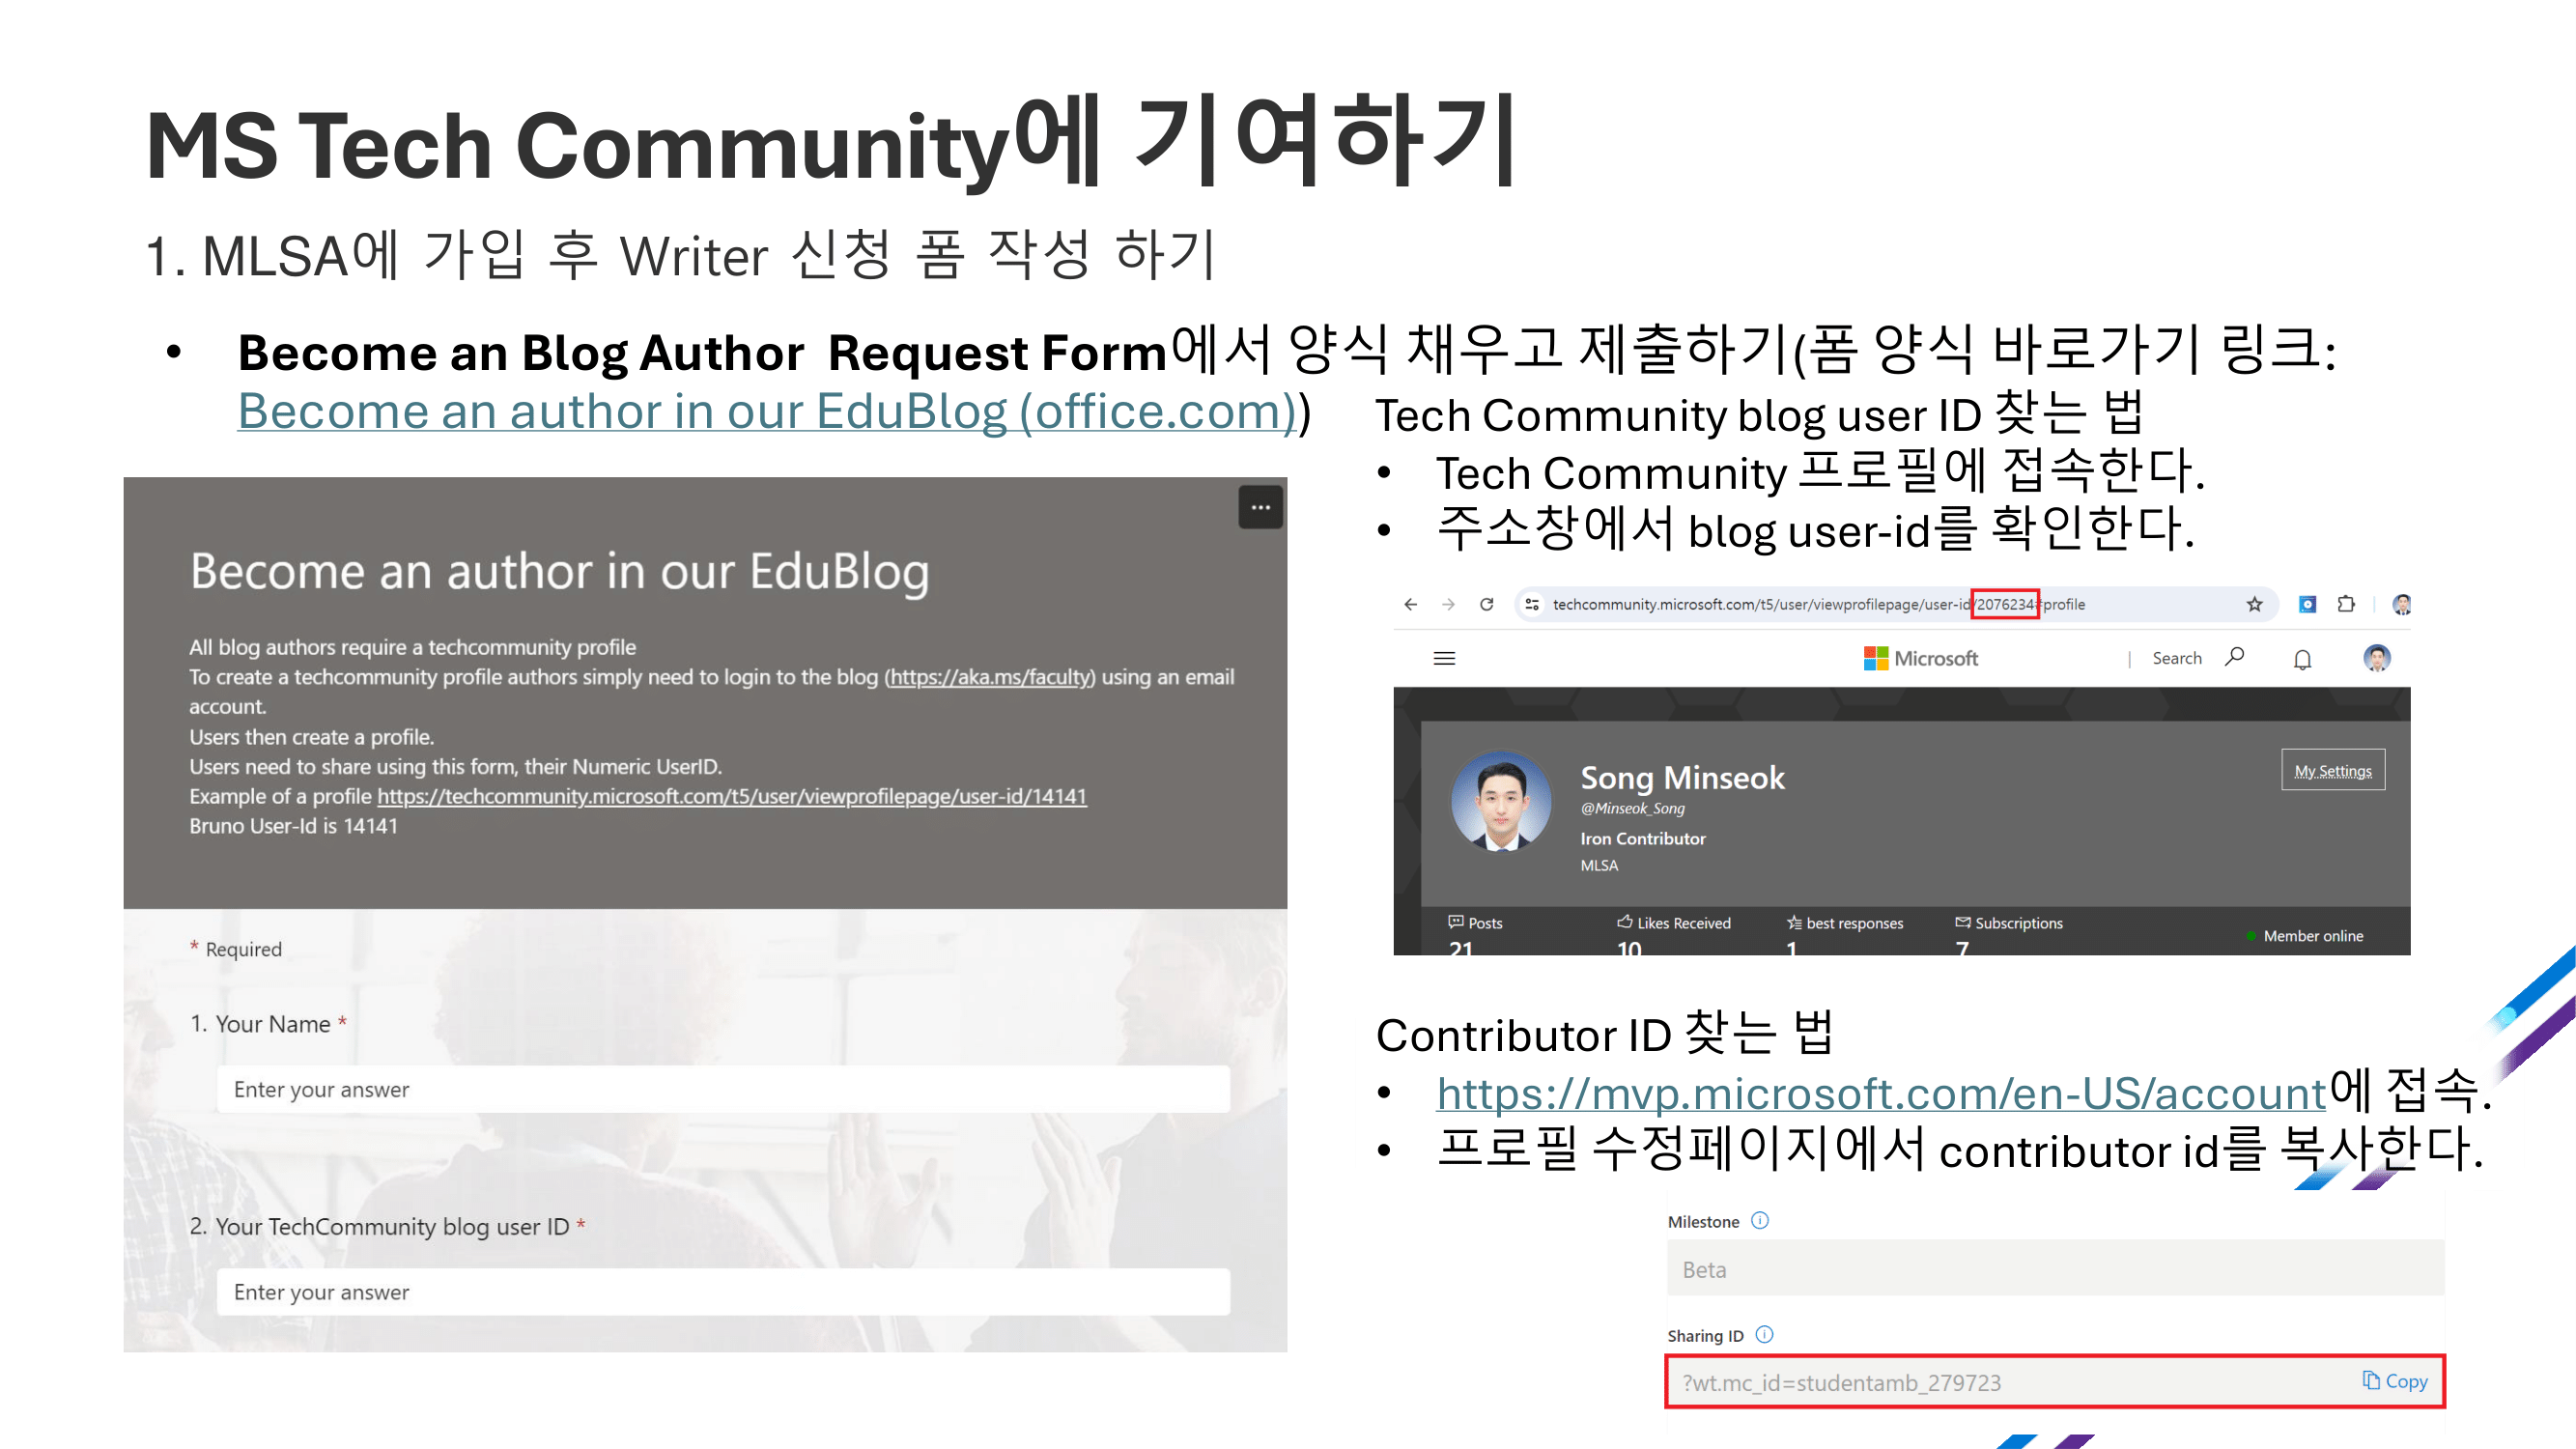 MS Tech Community에 기여하기
1. MLSA에 가입 후 Writer 신청 폼 작성 하기
• Become an Blog Author Request Form에서 양식 채우고 제출하기(폼 양식 바로가기 링크:
Become an author in our EduBlog (office.com))
Become an author in our EduBlog
All blog authors require a techcommunity profile
To create a techcommunity profile authors simply need to login to the blog (https://aka.ms/faculty) using an email
account.
Users then create a profile.
Users need to share using this form, their Numeric UserID.
Example of a profile https://techcommunity.microsoft.com/t5/user/viewprofilepage/user-id/14141
Bruno User-Id is 14141
* Required
1. Your Name *
Enter your answer
2. Your TechCommunity blog user ID *
Enter your answer
Tech Community blog user ID 찾는 법
• Tech Community 프로필에 접속한다.
• 주소창에서 blog user-id를 확인한다.
techcommunity.microsoft.com/t5/user/viewprofilepage/user-id/2076234#profile
Microsoft
Search
Song Minseok
@Minseok_Song
Iron Contributor
MLSA
My Settings
Posts Likes Received best responses Subscriptions
21 10 1 7
Member online
Contributor ID 찾는 법
• https://mvp.microsoft.com/en-US/account에 접속.
• 프로필 수정페이지에서 contributor id를 복사한다.
Milestone
Beta
Sharing ID
?wt.mc_id=studentamb_279723
Copy